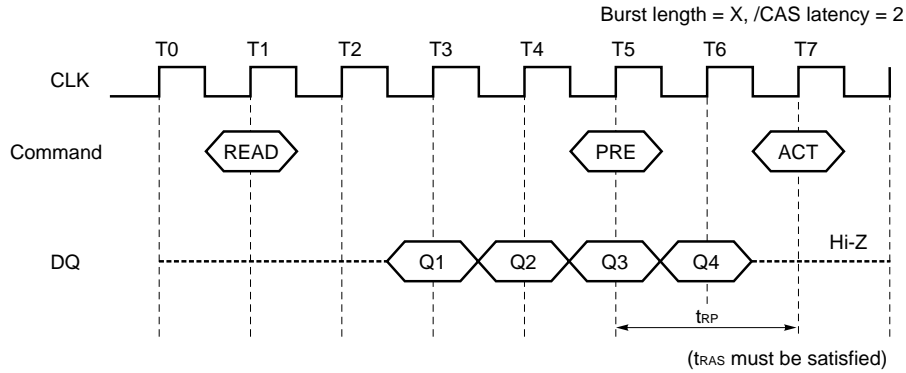 Burst length = X, /CAS latency = 2
T0 T1 T2 T3 T4 T5 T6 T7
CLK
Command READ PRE ACT
DQ Q1 Q2 Q3 Q4 Hi-Z
tRP
(tRAS must be satisfied)